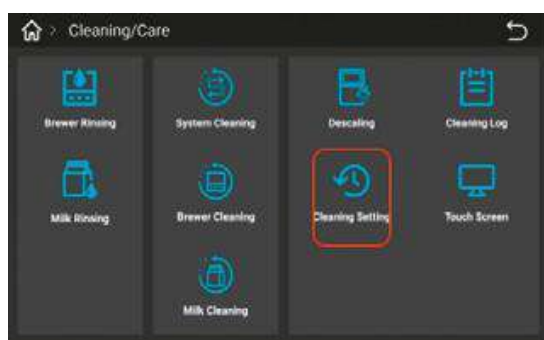 > Cleaning/Care
Brewer Rinsing
System Cleaning
Descaling
Cleaning Log
Milk Rinsing
Brewer Cleaning
Cleaning Setting
Touch Screen
Milk Cleaning